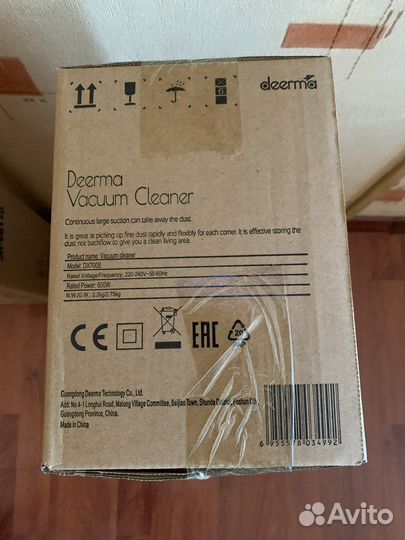 6
deerma
Deerma
Vacuum Cleaner
Continuous large suction can take away the dust.
It is great at picking up fine dust rapidly and flexibly for each corner. It is effective storing the
dust not backflow to give you a clean living area.
Product name: Vacuum cleaner
Model: DX700S
Rated Voltage/Frequency: 220-240V~50-60Hz
Rated Power: 600W
N.W./G.W.: 2.2kg/2.75kg
CE EAC 20
Guangdong Deerma Technology Co., Ltd.
Add: No.4-1 Longhui Road, Malong Village Committee, Beijiao Town, Shunde District, Foshan City,
Guangdong Province, China.
Made in China
6 955578 034992
Avito